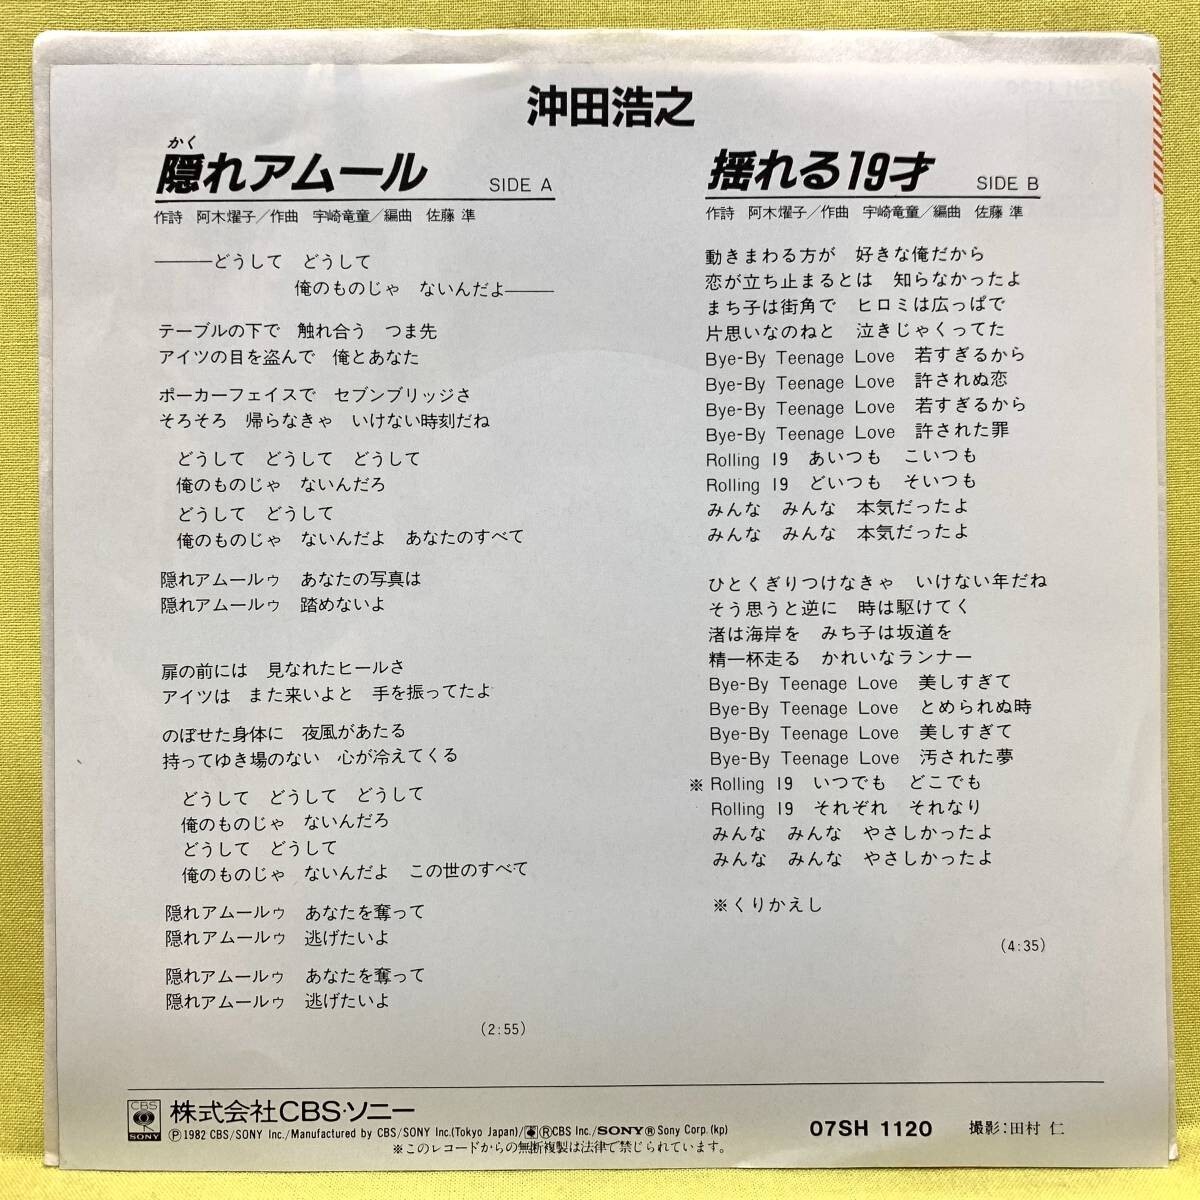 沖田浩之
かく
隠れアムール SIDE A
作詩 阿木燿子／作曲 宇崎竜童／編曲 佐藤 準
───どうして どうして
俺のものじゃ ないんだよ──
テーブルの下で 触れ合う つま先
アイツの目を盗んで 俺とあなた
ポーカーフェイスで セブンブリッジさ
そろそろ 帰らなきゃ いけない時刻だね
どうして どうして どうして
俺のものじゃ ないんだろ
どうして どうして
俺のものじゃ ないんだよ あなたのすべて
隠れアムールゥ あなたの写真は
隠れアムールゥ 踏めないよ
扉の前には 見なれたヒールさ
アイツは また来いよと 手を振ってたよ
のぼせた身体に 夜風があたる
持ってゆき場のない 心が冷えてくる
どうして どうして どうして
俺のものじゃ ないんだろ
どうして どうして
俺のものじゃ ないんだよ この世のすべて
隠れアムールゥ あなたを奪って
隠れアムールゥ 逃げたいよ
隠れアムールゥ あなたを奪って
隠れアムールゥ 逃げたいよ
(2:55)
揺れる19才 SIDE B
作詩 阿木燿子／作曲 宇崎竜童／編曲 佐藤 準
動きまわる方が 好きな俺だから
恋が立ち止まるとは 知らなかったよ
まち子は街角で ヒロミは広っぱで
片思いなのねと 泣きじゃくってた
Bye-By Teenage Love 若すぎるから
Bye-By Teenage Love 許されぬ恋
Bye-By Teenage Love 若すぎるから
Bye-By Teenage Love 許された罪
Rolling 19 あいつも こいつも
Rolling 19 どいつも そいつも
みんな みんな 本気だったよ
みんな みんな 本気だったよ
ひとくぎりつけなきゃ いけない年だね
そう思うと逆に 時は駆けてく
渚は海岸を みち子は坂道を
精一杯走る かれいなランナー
Bye-By Teenage Love 美しすぎて
Bye-By Teenage Love とめられぬ時
Bye-By Teenage Love 美しすぎて
Bye-By Teenage Love 汚された夢
※Rolling 19 いつでも どこでも
Rolling 19 それぞれ それなり
みんな みんな やさしかったよ
みんな みんな やさしかったよ
※くりかえし
(4:35)
CBS SONY 株式会社CBS・ソニー
Ⓟ1982 CBS/SONY Inc./Manufactured by CBS/SONY Inc.(Tokyo Japan)/ⓇCBS Inc./SONYⓇSony Corp.(kp)
※このレコードからの無断複製は法律で禁じられています。
07SH 1120 撮影:田村 仁